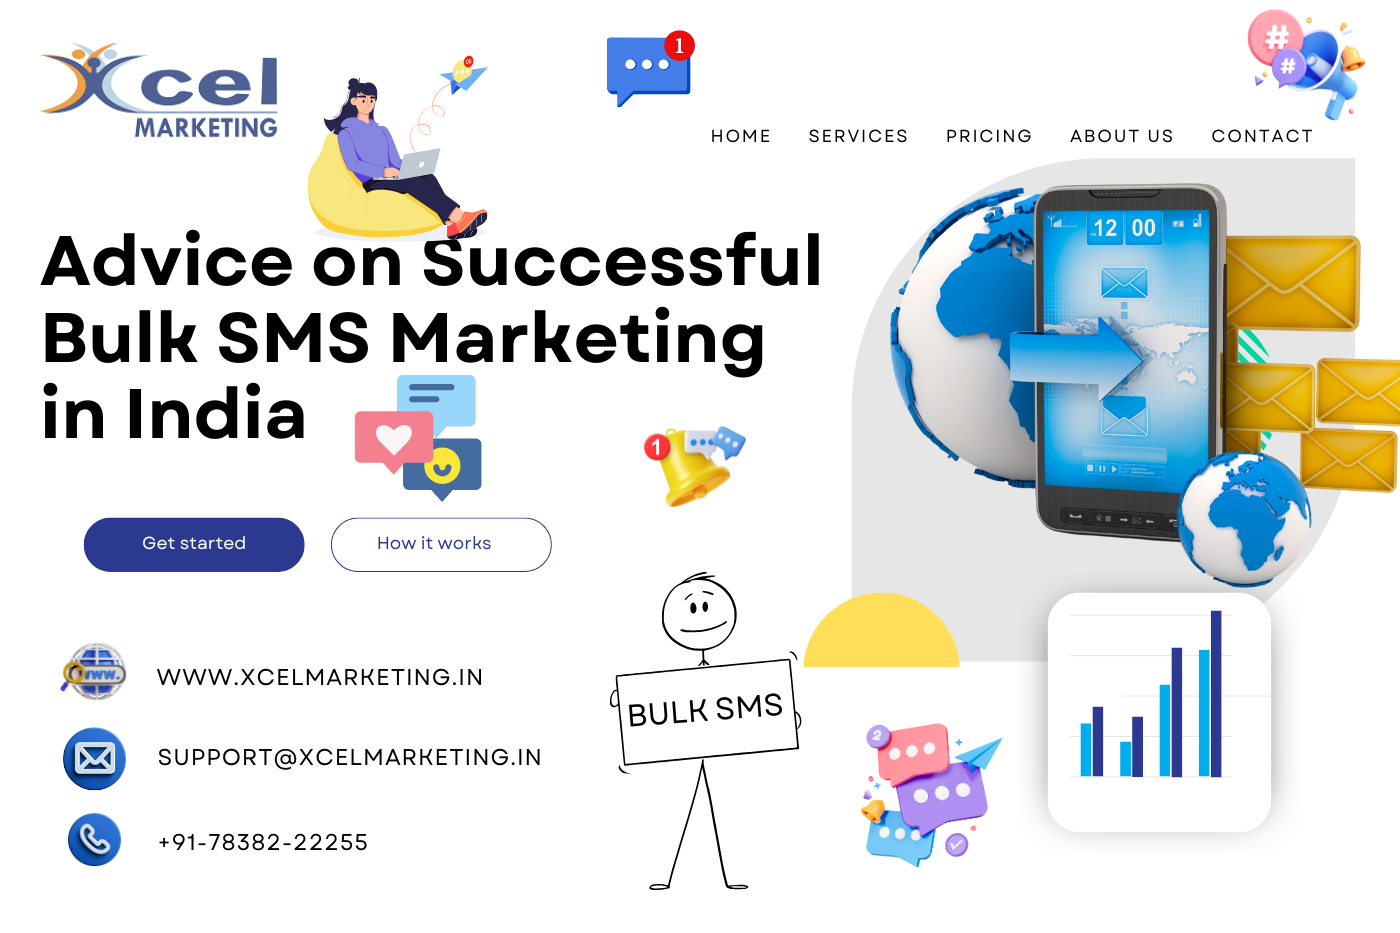 Xcel
MARKETING
1
#
#
HOME SERVICES PRICING ABOUT US CONTACT
12 00
Advice on Successful
Bulk SMS Marketing
in India
1
Get started How it works
www.
WWW.XCELMARKETING.IN
BULK SMS
2
SUPPORT@XCELMARKETING.IN
+91-78382-22255